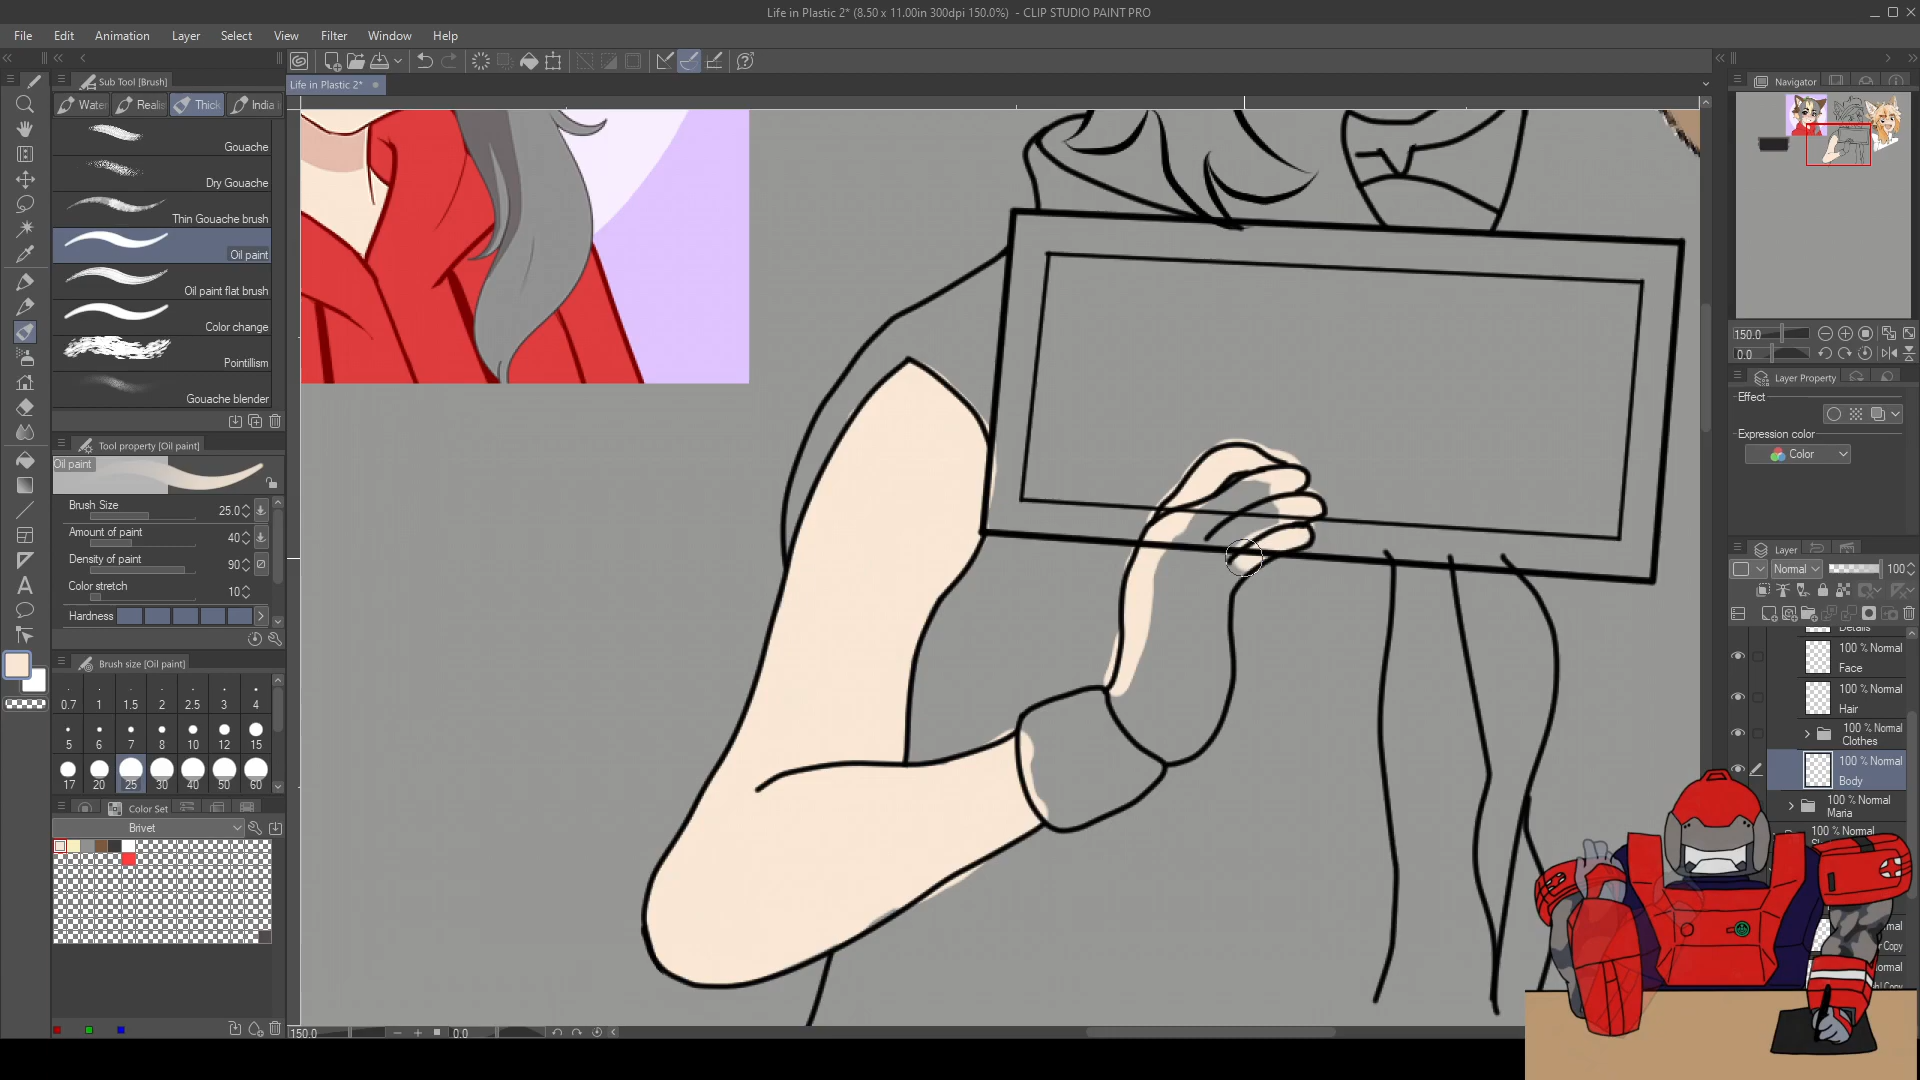 Life in Plastic 2* (8.50 x 11.00in 300dpi 150.0%)  - CLIP STUDIO PAINT PRO
File Edit Animation Layer Select View Filter Window Help
Sub Tool [Brush]
Life in Plastic 2*
Navigator
Water
Realis
Thick
India i
Gouache
Dry Gouache
Thin Gouache brush
Oil paint
Oil paint flat brush
Color change
Pointillism
Gouache blender
150.0
0.0
Layer Property
Effect
Expression color
Color
Tool property [Oil paint]
Oil paint
Brush Size 25.0
Amount of paint 40
Density of paint 90
Color stretch 10
Hardness
Layer
Normal 100
Details
100 % Normal
Face
100 % Normal
Hair
100 % Normal
Clothes
100 % Normal
Body
100 % Normal
Maria
100 % Normal
Brush size [Oil paint]
0.7 1 1.5 2 2.5 3 4
5 6 7 8 10 12 15
17 20 25 30 40 50 60
Color Set
Brivet
rmal
Copy
ormal
Copy
150.0 0.0